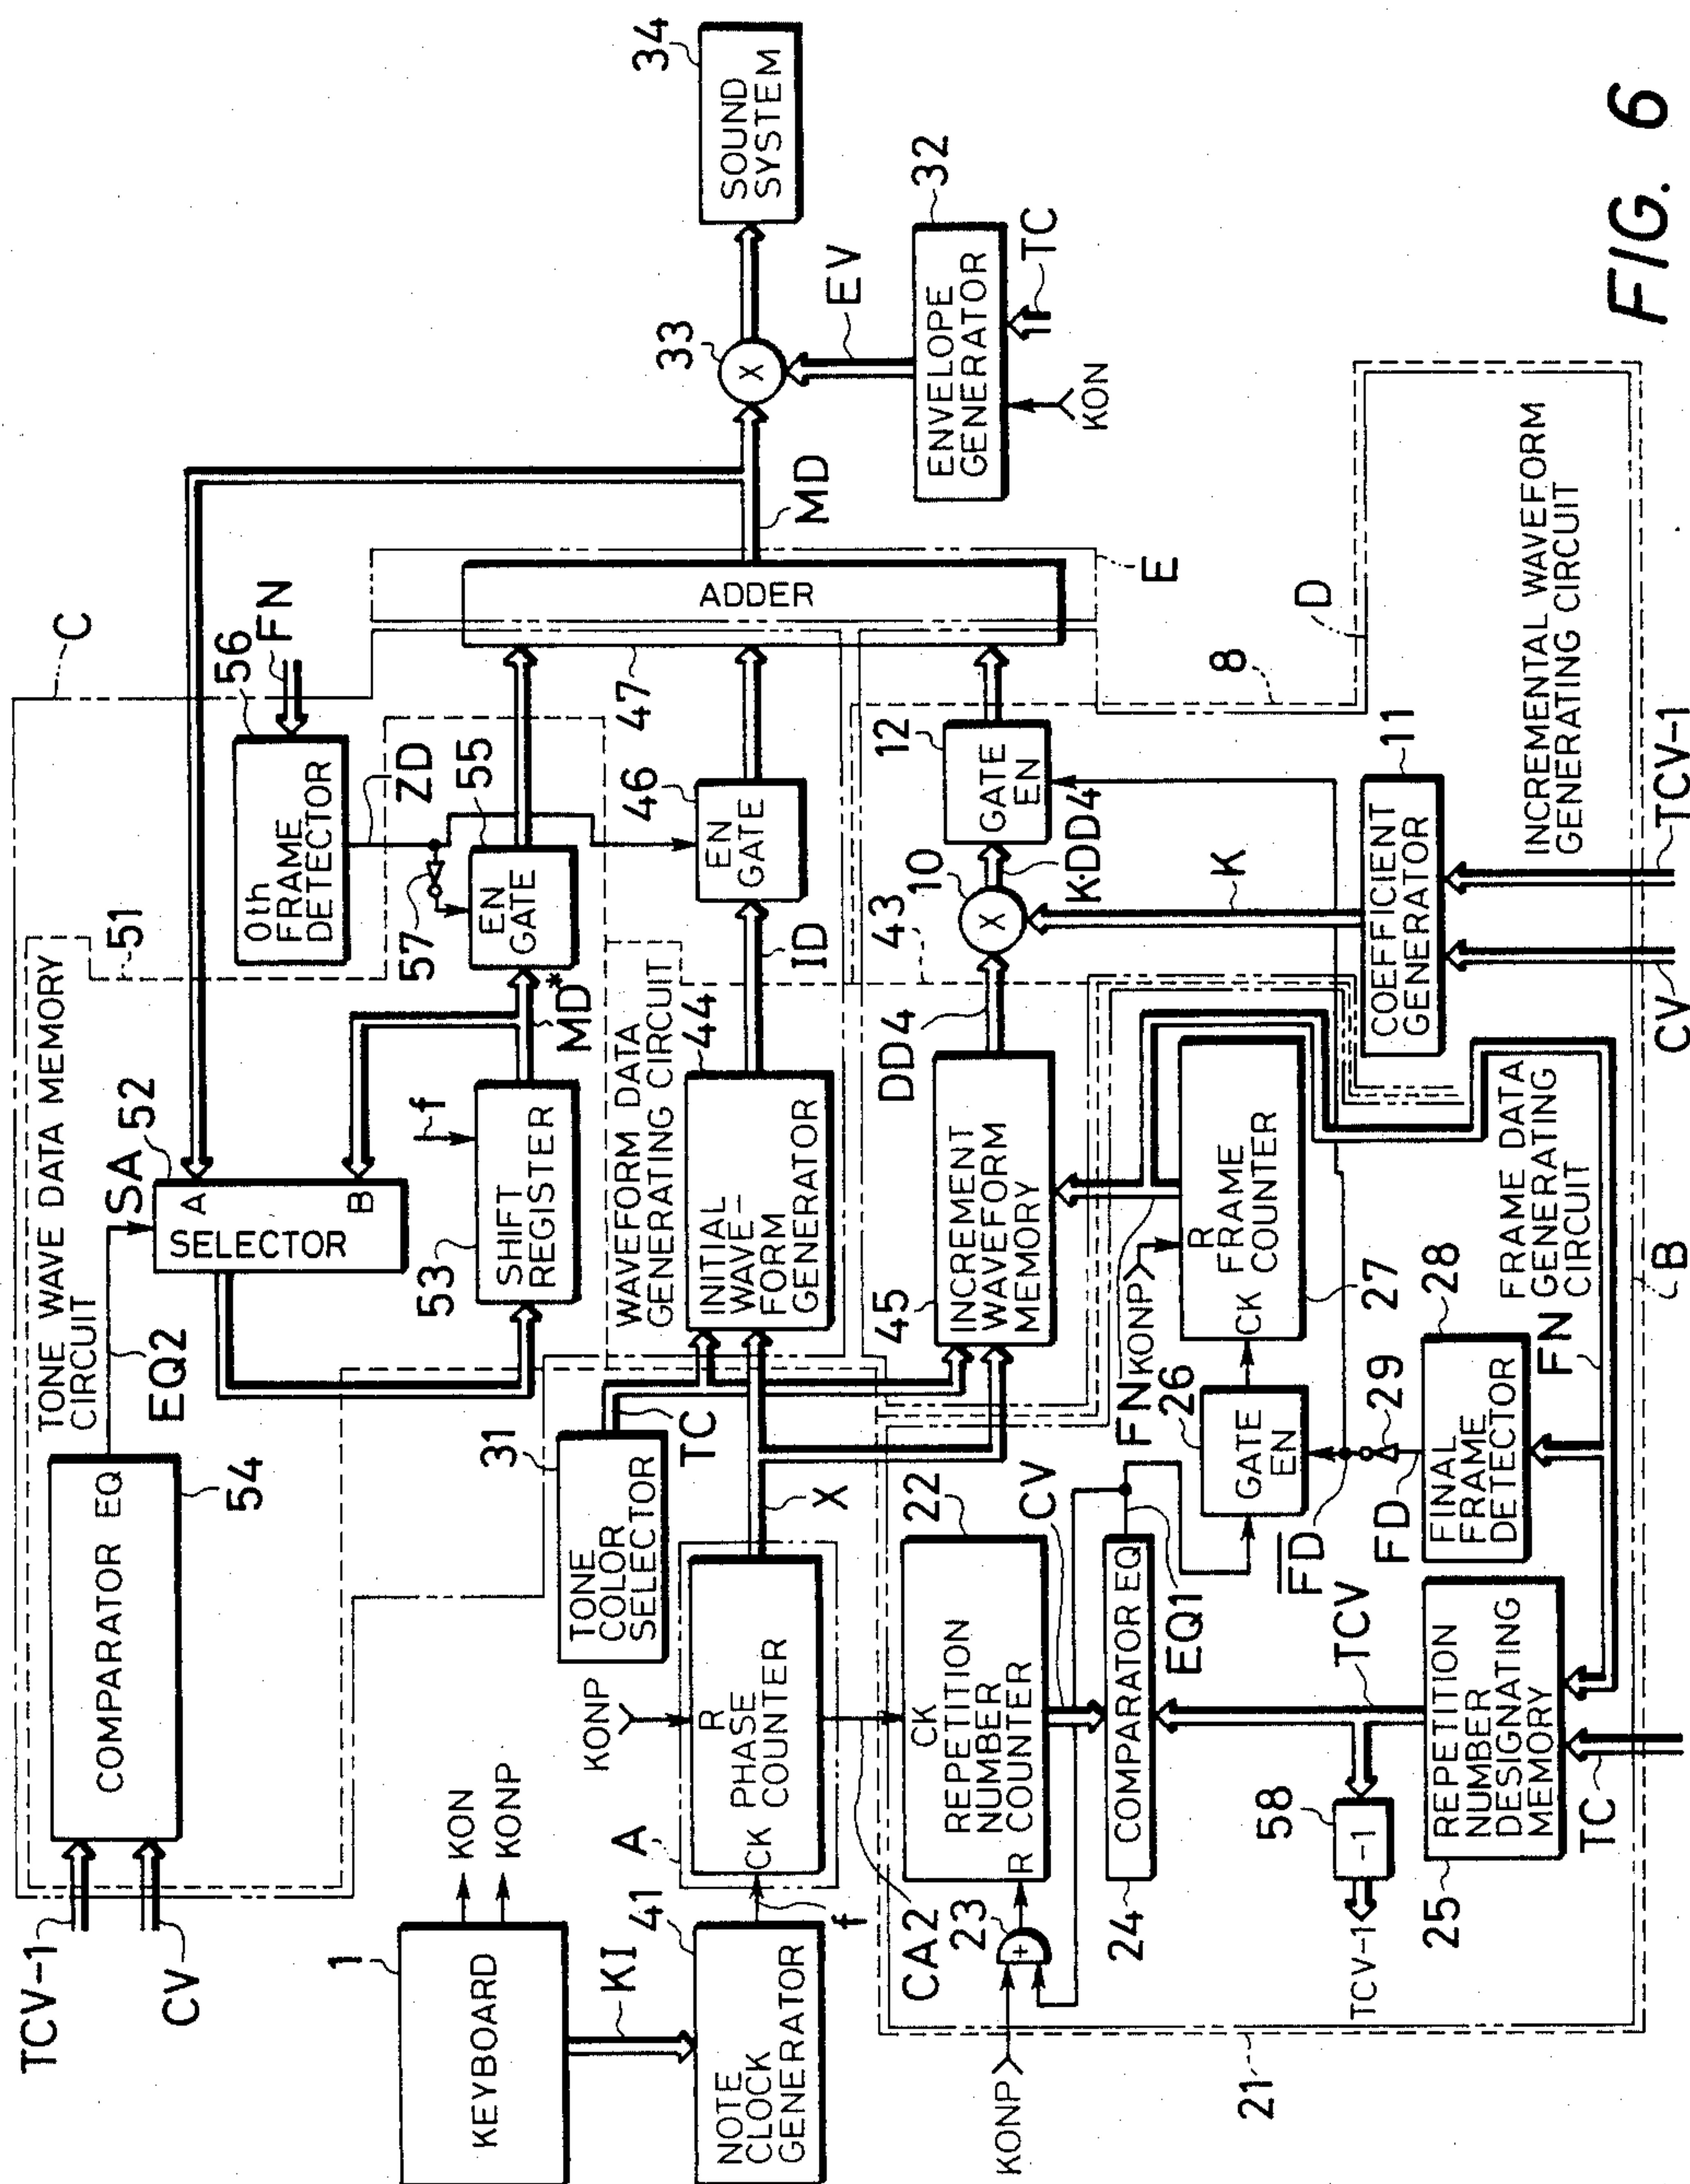 TCV-1
CV
TONE WAVE DATA MEMORY
CIRCUIT
51
C
COMPARATOR EQ
54
EQ2
SA
52
A
B
SELECTOR
53
SHIFT
REGISTER
f
MD*
0th
FRAME
DETECTOR
56
FN
ZD
57
EN
GATE
55
1
KEYBOARD
KON
KONP
KI
41
NOTE
CLOCK
GENERATOR
f
A
KONP
R
CK PHASE
COUNTER
X
31
TONE
COLOR
SELECTOR
TC
WAVEFORM DATA
GENERATING CIRCUIT
INITIAL
WAVE-
FORM
GENERATOR
44
ID
EN
GATE
46
47
ADDER
E
MD
33
X
EV
32
ENVELOPE
GENERATOR
KON
TC
34
SOUND
SYSTEM
CA2
KONP
23
+
CK
REPETITION
NUMBER
R COUNTER
22
CV
24
COMPARATOR EQ
EQ1
58
-1
TCV-1
TCV
25
REPETITION
NUMBER
DESIGNATING
MEMORY
TC
21
45
INCREMENT
WAVEFORM
MEMORY
DD4
43
10
X
K·DD4
12
GATE
EN
8
D
FN
KONP
R
CK FRAME
COUNTER
27
26
GATE
EN
F̅D̅
29
FD
28
FINAL
FRAME
DETECTOR
FN
FRAME DATA
GENERATING
CIRCUIT
B
K
11
COEFFICIENT
GENERATOR
CV
TCV-1
INCREMENTAL WAVEFORM
GENERATING CIRCUIT
FIG. 6